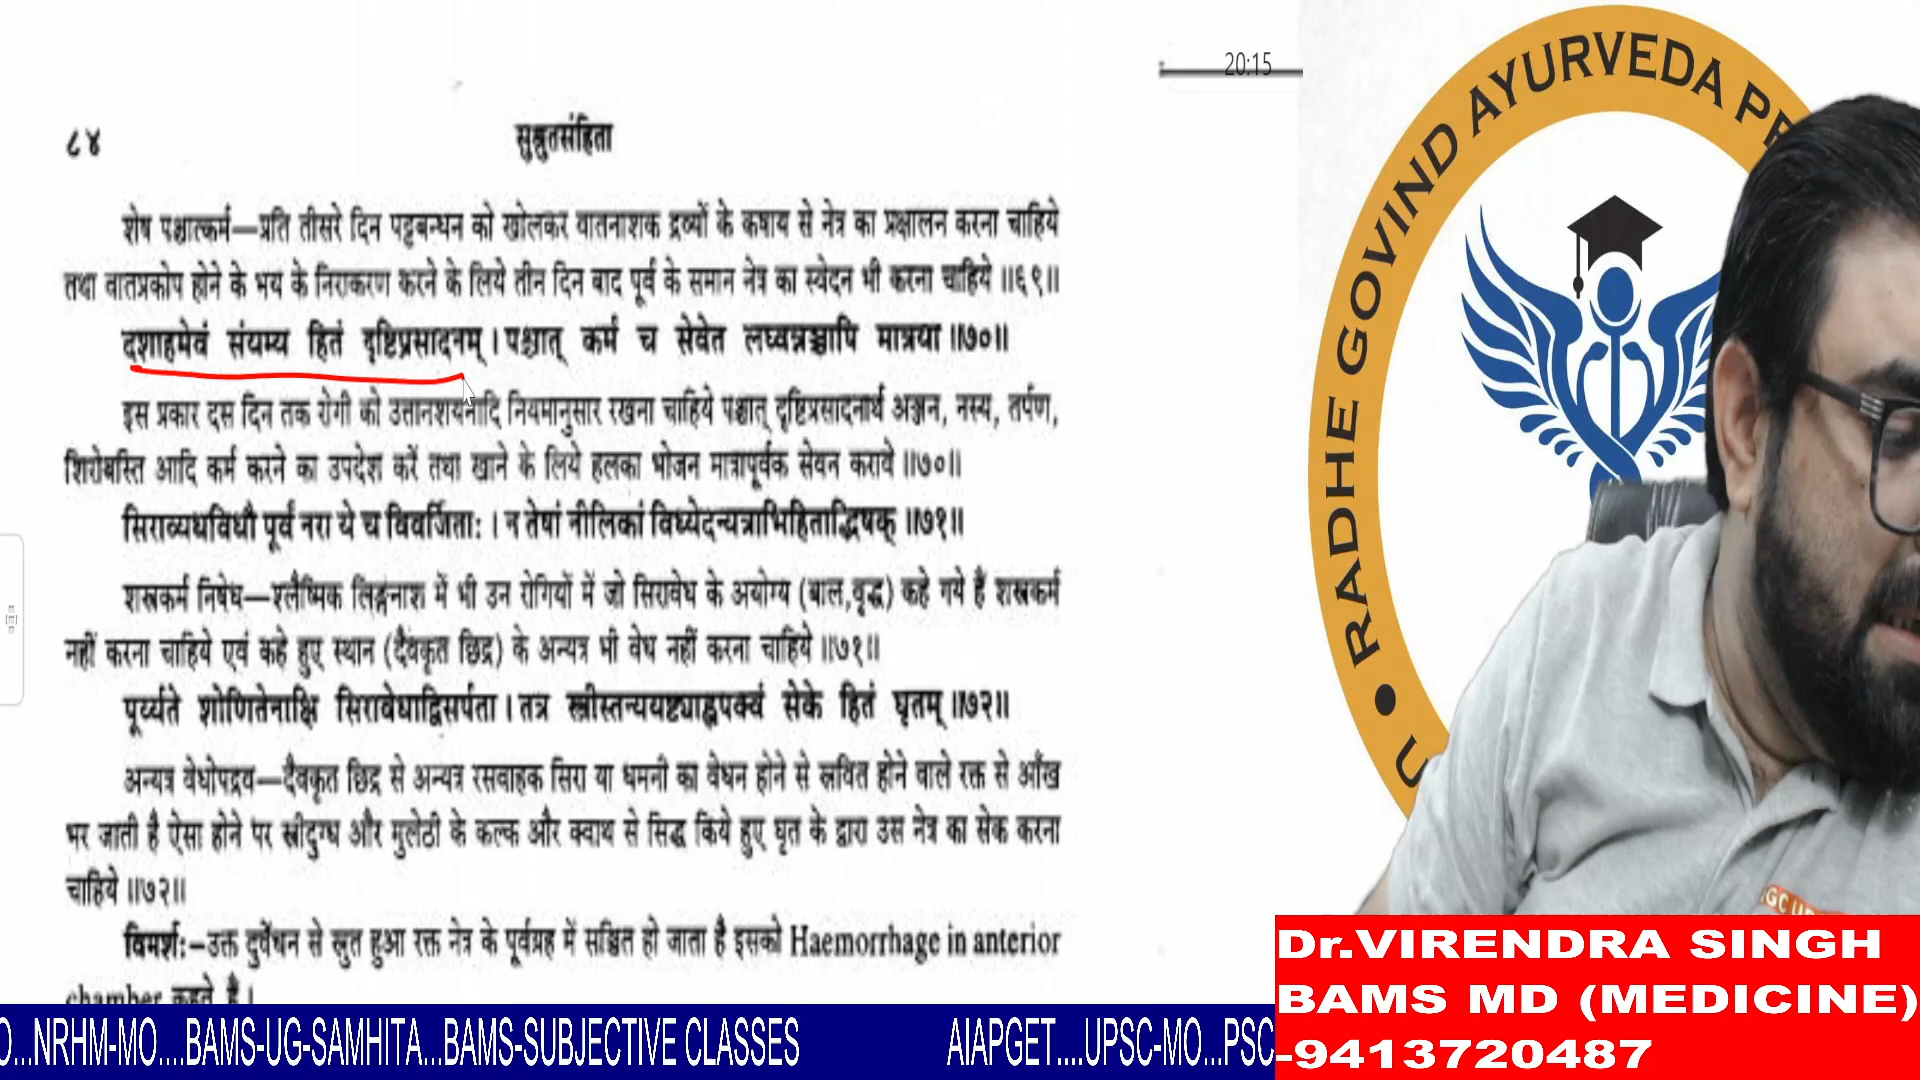 20:15
८४
सुश्रुतसंहिता
शेष पश्चात्कर्म—प्रति तीसरे दिन पट्टबन्धन को खोलकर वातनाशक द्रव्यों के कषाय से नेत्र का प्रक्षालन करना चाहिये
तथा वातप्रकोप होने के भय के निराकरण करने के लिये तीन दिन बाद पूर्व के समान नेत्र का स्वेदन भी करना चाहिये ॥६९॥
दशाहमेवं संयम्य हितं दृष्टिप्रसादनम् । पश्चात् कर्म च सेवेत लघ्वन्नञ्चापि मात्रया ॥७०॥
इस प्रकार दस दिन तक रोगी को उत्तानशयनादि नियमानुसार रखना चाहिये पश्चात् दृष्टिप्रसादनार्थ अञ्जन, नस्य, तर्पण,
शिरोबस्ति आदि कर्म करने का उपदेश करें तथा खाने के लिये हलका भोजन मात्रापूर्वक सेवन करावे ॥७०॥
सिराव्यधविधौ पूर्वं नरा ये च विवर्जिताः । न तेषां नीलिकां विध्येदन्यत्राभिहिताद्भिषक् ॥७१॥
शस्त्रकर्म निषेध—श्लैष्मिक लिङ्गनाश में भी उन रोगियों में जो सिरावेध के अयोग्य (बाल,वृद्ध) कहे गये हैं शस्त्रकर्म
नहीं करना चाहिये एवं कहे हुए स्थान (दैवकृत छिद्र) के अन्यत्र भी वेध नहीं करना चाहिये ॥७१॥
पूर्य्यते शोणितेनाक्षि सिरावेधाद्विसर्पता । तत्र स्त्रीस्तन्ययष्ट्याह्वपक्वं सेके हितं घृतम् ॥७२॥
अन्यत्र वेधोपद्रव—दैवकृत छिद्र से अन्यत्र रसवाहक सिरा या धमनी का वेधन होने से स्रवित होने वाले रक्त से आँख
भर जाती है ऐसा होने पर स्त्रीदुग्ध और मुलेठी के कल्क और क्वाथ से सिद्ध किये हुए घृत के द्वारा उस नेत्र का सेक करना
चाहिये ॥७२॥
विमर्शः–उक्त दुर्वेधन से स्रुत हुआ रक्त नेत्र के पूर्वग्रह में सञ्चित हो जाता है इसको Haemorrhage in anterior
chamber कहते हैं ।
RADHE GOVIND AYURVEDA
Dr.VIRENDRA SINGH
BAMS MD (MEDICINE)
-9413720487
O...NRHM-MO....BAMS-UG-SAMHITA...BAMS-SUBJECTIVE CLASSES AIAPGET....UPSC-MO...PSC